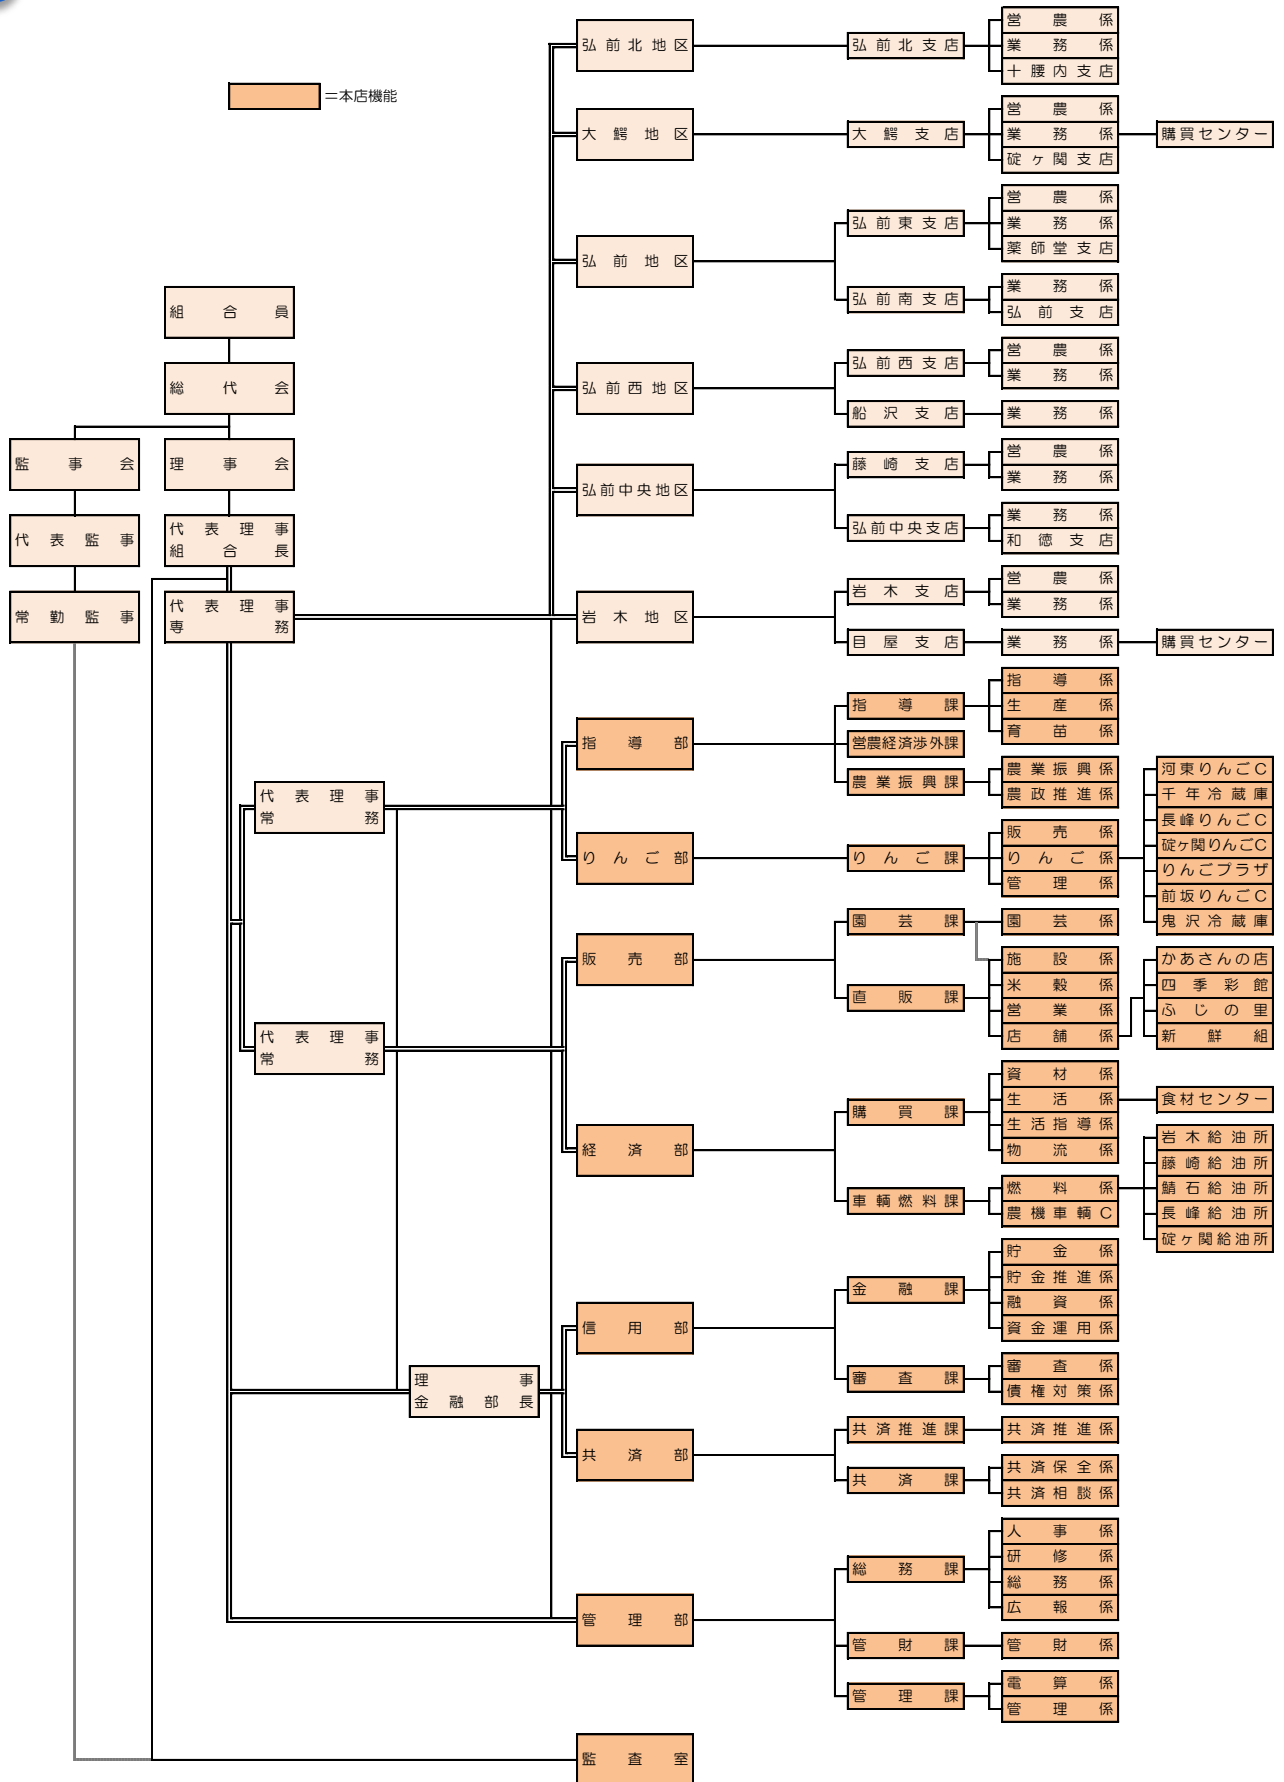 ＝本店機能
組合員
総代会
監事会
理事会
代表監事
代表理事
組合長
常勤監事
代表理事
専務
代表理事
常務
代表理事
常務
理事
金融部長
弘前北地区
弘前北支店
営農係
業務係
十腰内支店
大鰐地区
大鰐支店
営農係
業務係
碇ヶ関支店
購買センター
弘前地区
弘前東支店
営農係
業務係
薬師堂支店
弘前南支店
業務係
弘前支店
弘前西地区
弘前西支店
営農係
業務係
船沢支店
業務係
弘前中央地区
藤崎支店
営農係
業務係
弘前中央支店
業務係
和徳支店
岩木地区
岩木支店
営農係
業務係
目屋支店
業務係
購買センター
指導部
指導課
指導係
生産係
育苗係
営農経済渉外課
農業振興課
農業振興係
農政推進係
りんご部
りんご課
販売係
りんご係
管理係
河東りんごC
千年冷蔵庫
長峰りんごC
碇ヶ関りんごC
りんごプラザ
前坂りんごC
鬼沢冷蔵庫
販売部
園芸課
園芸係
直販課
施設係
米穀係
営業係
店舗係
かあさんの店
四季彩館
ふじの里
新鮮組
経済部
購買課
資材係
生活係
生活指導係
物流係
食材センター
車輌燃料課
燃料係
農機車輌C
岩木給油所
藤崎給油所
鯖石給油所
長峰給油所
碇ヶ関給油所
信用部
金融課
貯金係
貯金推進係
融資係
資金運用係
審査課
審査係
債権対策係
共済部
共済推進課
共済推進係
共済課
共済保全係
共済相談係
管理部
総務課
人事係
研修係
総務係
広報係
管財課
管財係
管理課
電算係
管理係
監査室